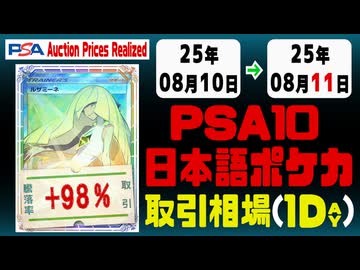 PSA Auction Prices Realized
25年
08月10日
25年
08月11日
TRAINERS
ルザミーネ
騰落率
+98%
取引
PSA10
日本語ポケカ
取引相場(1D)